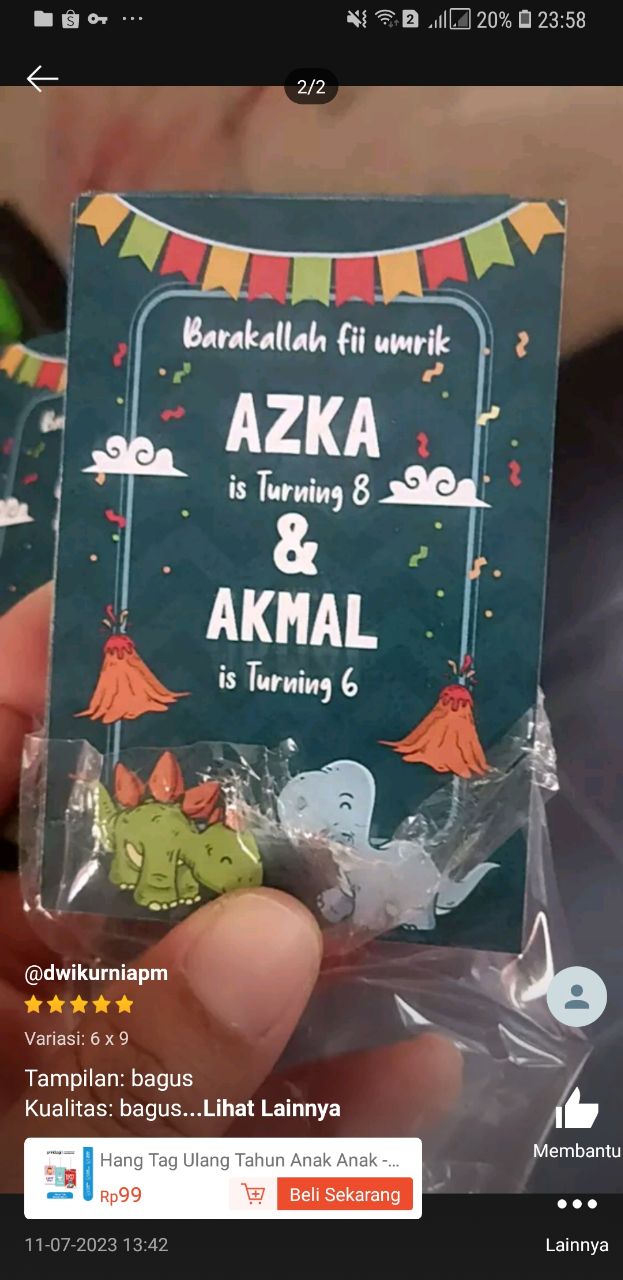 20% 23:58
2/2
Barakallah fii umrik
AZKA
is Turning 8
&
AKMAL
is Turning 6
@dwikurniapm
Variasi: 6 x 9
Tampilan: bagus
Kualitas: bagus...Lihat Lainnya
Membantu
Hang Tag Ulang Tahun Anak Anak -...
Rp99
Beli Sekarang
11-07-2023 13:42
Lainnya